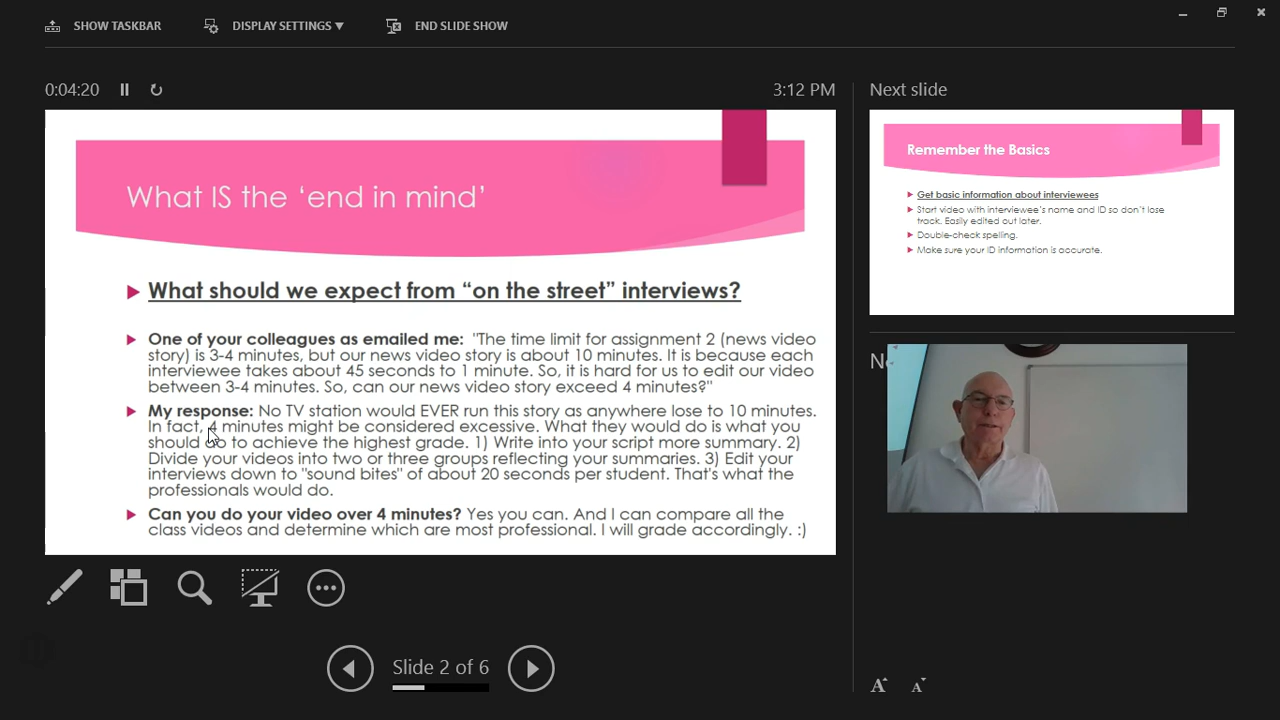 SHOW TASKBAR
DISPLAY SETTINGS ▼
END SLIDE SHOW
0:04:20
3:12 PM
What IS the ‘end in mind’
What should we expect from “on the street” interviews?
One of your colleagues as emailed me: "The time limit for assignment 2 (news video
story) is 3-4 minutes, but our news video story is about 10 minutes. It is because each
interviewee takes about 45 seconds to 1 minute. So, it is hard for us to edit our video
between 3-4 minutes. So, can our news video story exceed 4 minutes?"
My response: No TV station would EVER run this story as anywhere lose to 10 minutes.
In fact, 4 minutes might be considered excessive. What they would do is what you
should do to achieve the highest grade. 1) Write into your script more summary. 2)
Divide your videos into two or three groups reflecting your summaries. 3) Edit your
interviews down to "sound bites" of about 20 seconds per student. That's what the
professionals would do.
Can you do your video over 4 minutes? Yes you can. And I can compare all the
class videos and determine which are most professional. I will grade accordingly. :)
Slide 2 of 6
Next slide
Remember the Basics
Get basic information about interviewees
Start video with interviewee’s name and ID so don’t lose
track. Easily edited out later.
Double-check spelling.
Make sure your ID information is accurate.
A
A